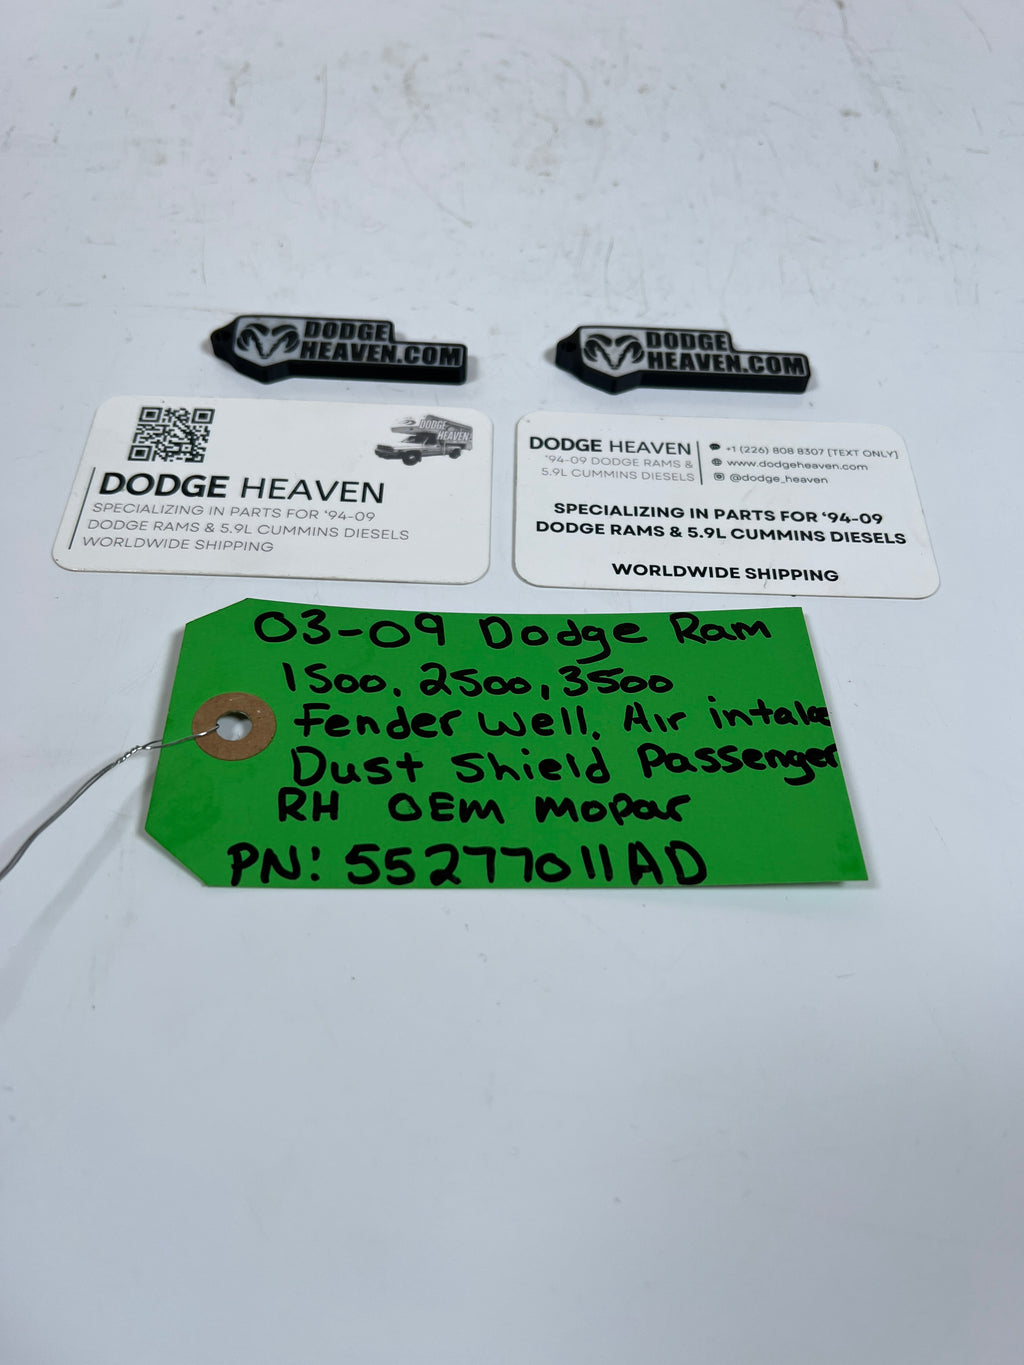 DODGE
HEAVEN.COM
DODGE
HEAVEN.COM
DODGE
HEAVEN
DODGE HEAVEN
SPECIALIZING IN PARTS FOR ‘94-09
DODGE RAMS & 5.9L CUMMINS DIESELS
WORLDWIDE SHIPPING
DODGE HEAVEN
‘94-09 DODGE RAMS &
5.9L CUMMINS DIESELS
+1 (226) 808 8307 [TEXT ONLY]
www.dodgeheaven.com
@dodge_heaven
SPECIALIZING IN PARTS FOR ‘94-09
DODGE RAMS & 5.9L CUMMINS DIESELS
WORLDWIDE SHIPPING
03-09 Dodge Ram
1500, 2500, 3500
Fender Well, Air intake
Dust Shield Passenger
RH OEM Mopar
PN: 55277011AD